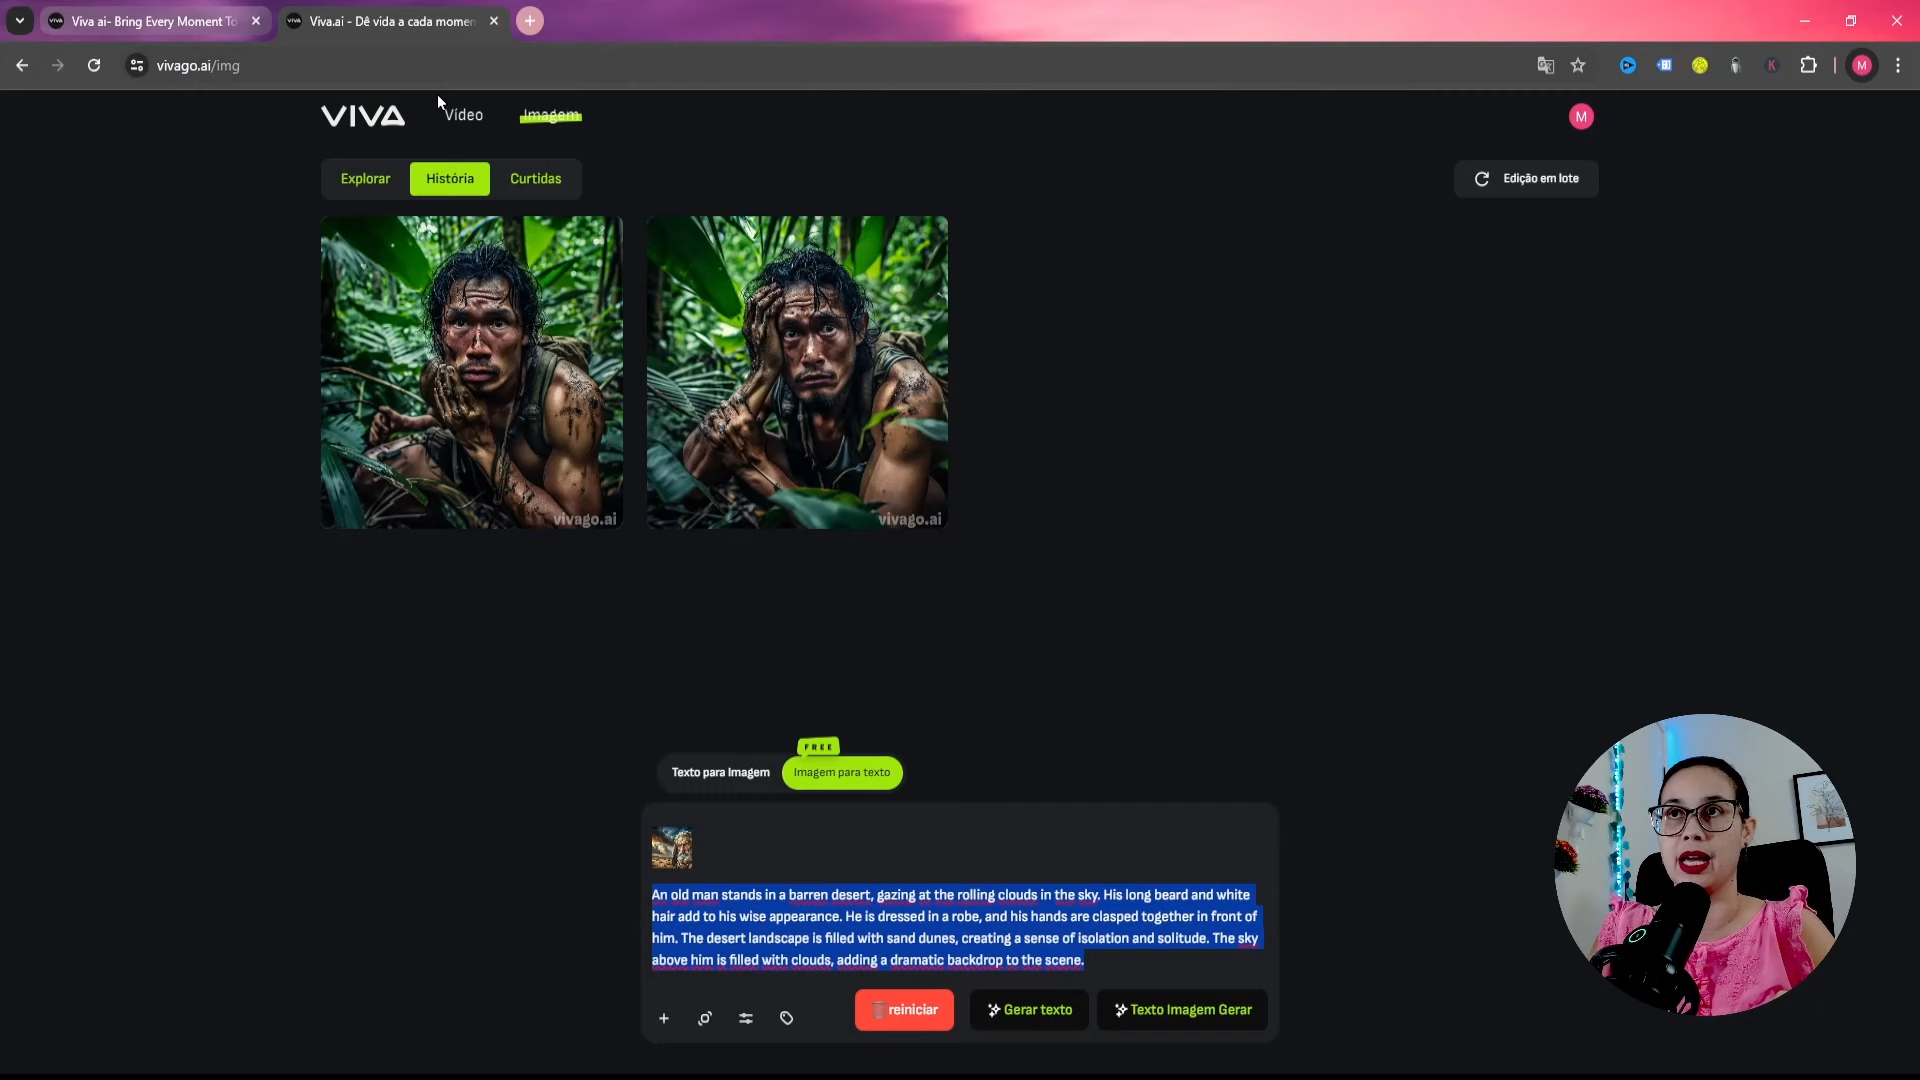 Viva ai- Bring Every Moment To
Viva.ai - Dê vida a cada momen
vivago.ai/img
M
VIVA
Vídeo
Imagem
M
Explorar
História
Curtidas
Edição em lote
vivago.ai
vivago.ai
FREE
Texto para Imagem
Imagem para texto
An old man stands in a barren desert, gazing at the rolling clouds in the sky. His long beard and white
hair add to his wise appearance. He is dressed in a robe, and his hands are clasped together in front of
him. The desert landscape is filled with sand dunes, creating a sense of isolation and solitude. The sky
above him is filled with clouds, adding a dramatic backdrop to the scene.
reiniciar
Gerar texto
Texto Imagem Gerar